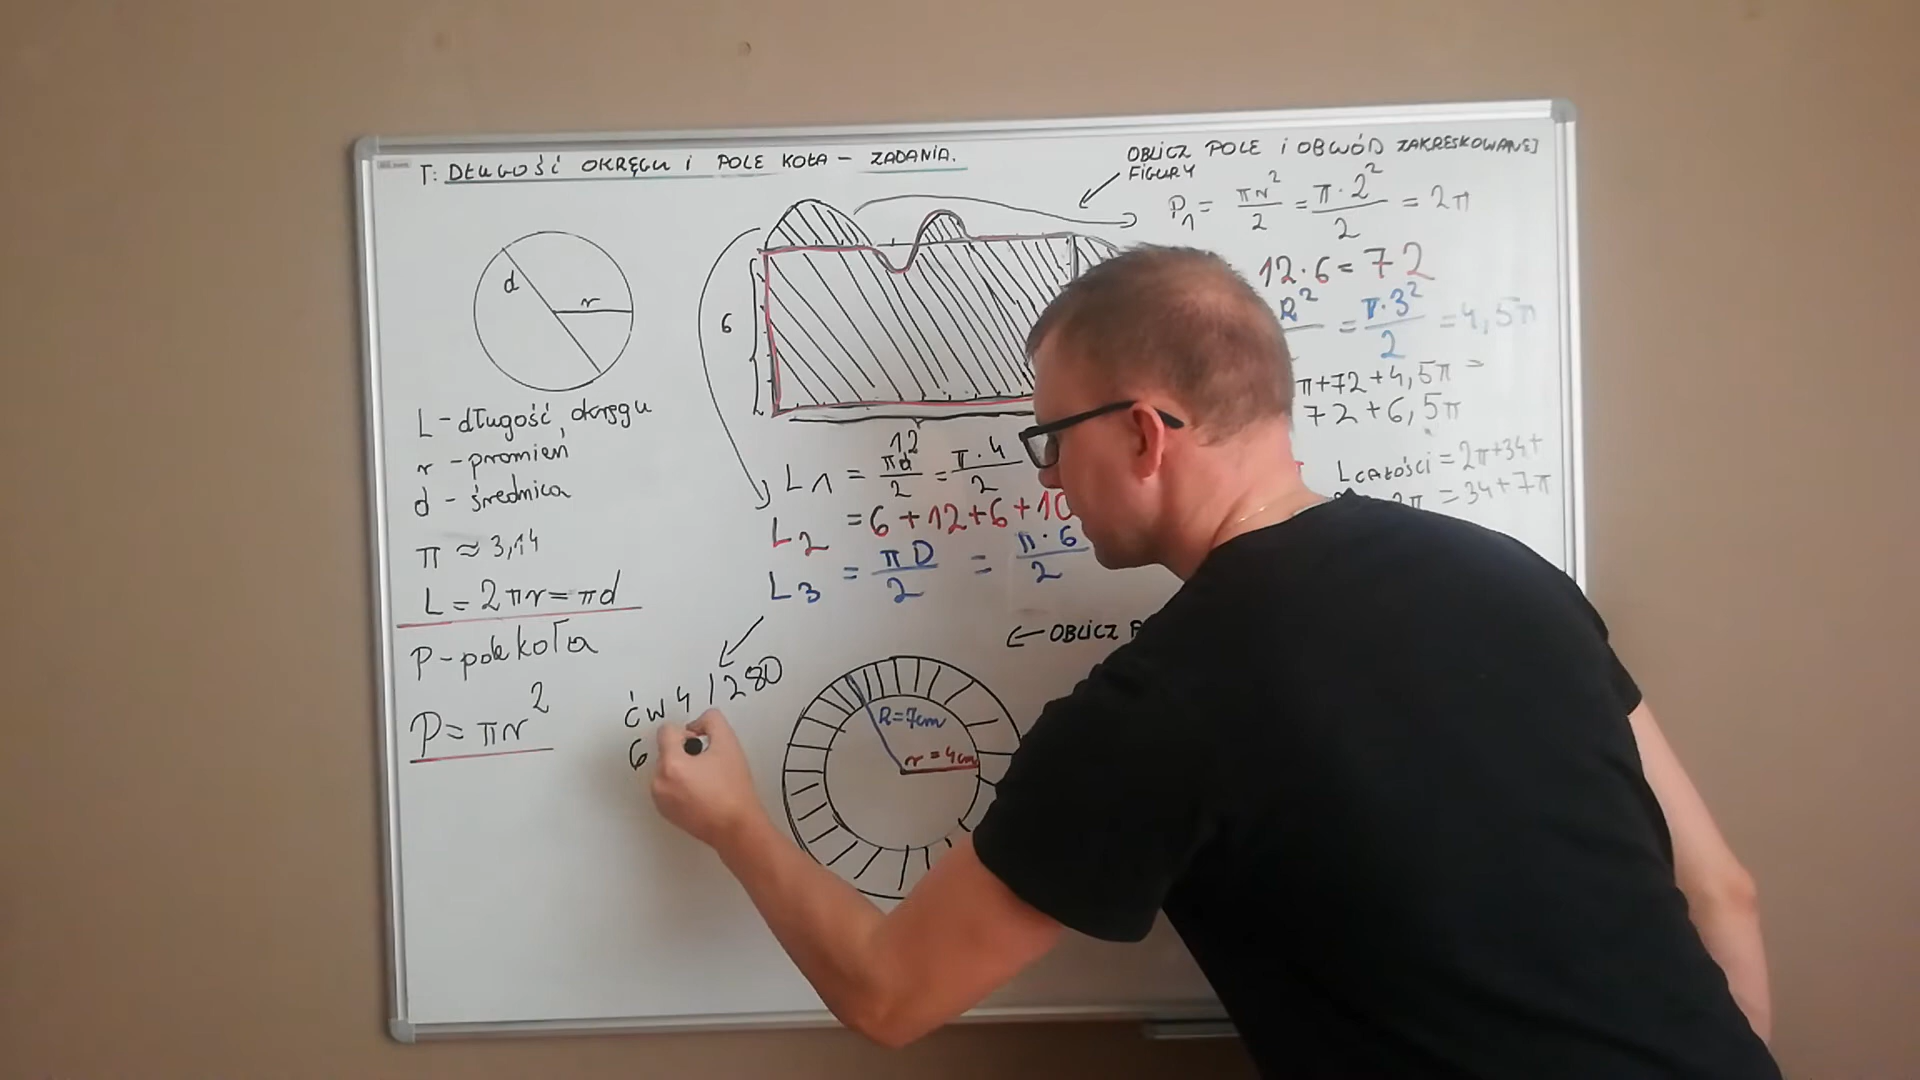 T: DŁUGOŚĆ OKRĘGU i POLE KOŁA – ZADANIA.
d
r
L - długość okręgu
r - promień
d - średnica
π ≈ 3,14
L = 2πr = πd
P - pole koła
P = πr²
6
12
L1 = πd/2 = π·4/2
L2 = 6+12+6+10
L3 = πD/2 = π·6/2
ćw 4 / 280
6
R=7cm
r=4cm
← OBLICZ
OBLICZ POLE i OBWÓD ZAKRESKOWANEJ
FIGURY
P1 = πr²/2 = π·2²/2 = 2π
12·6 = 72
R² = π·3²/2 = 4,5π
π+72+4,5π =
72+6,5π
L CAŁOŚCI = 2π+34+
2π = 34+7π